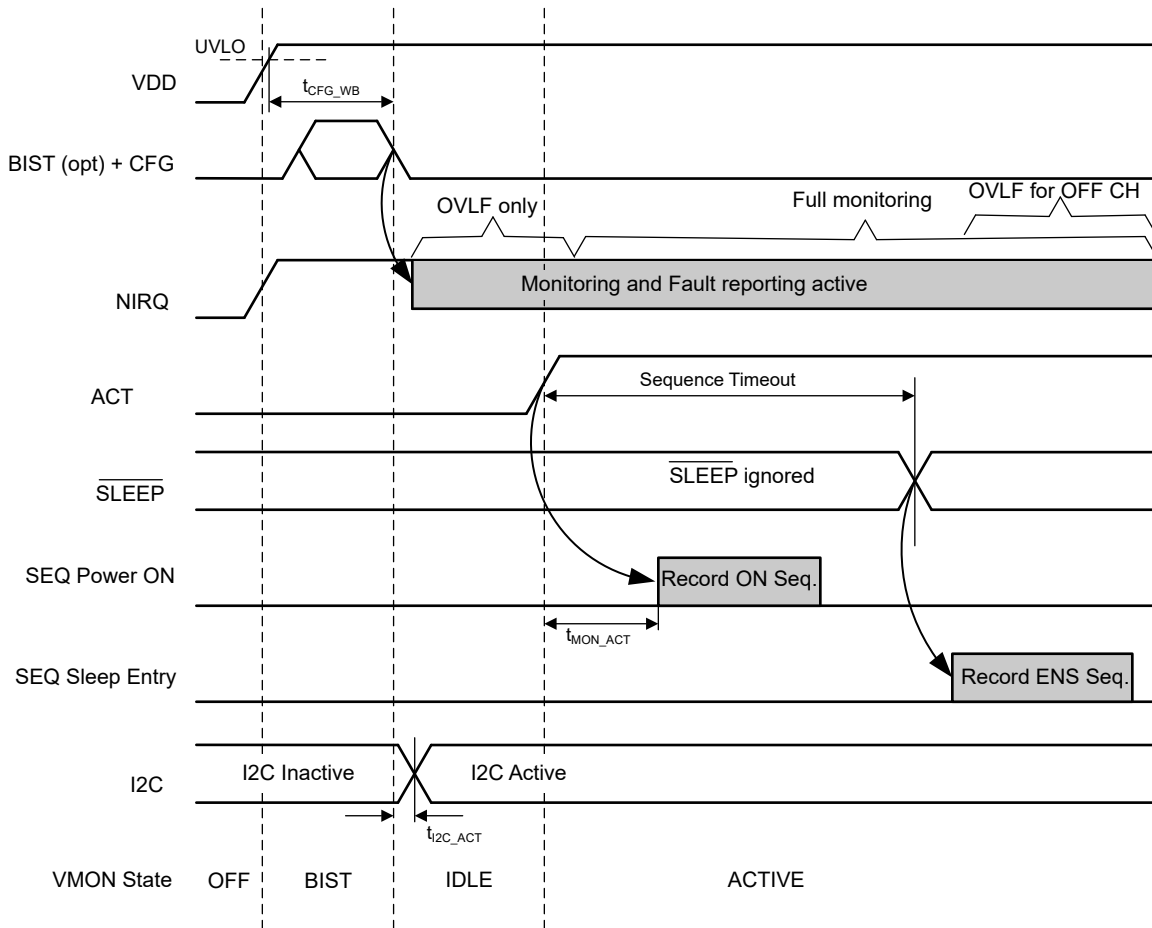 UVLO
VDD
tCFG_WB
BIST (opt) + CFG
OVLF only
Full monitoring
OVLF for OFF CH
Monitoring and Fault reporting active
NIRQ
Sequence Timeout
ACT
SLEEP ignored
SLEEP
SEQ Power ON
Record ON Seq.
tMON_ACT
SEQ Sleep Entry
Record ENS Seq.
I2C Inactive
I2C Active
I2C
tI2C_ACT
VMON State
OFF
BIST
IDLE
ACTIVE